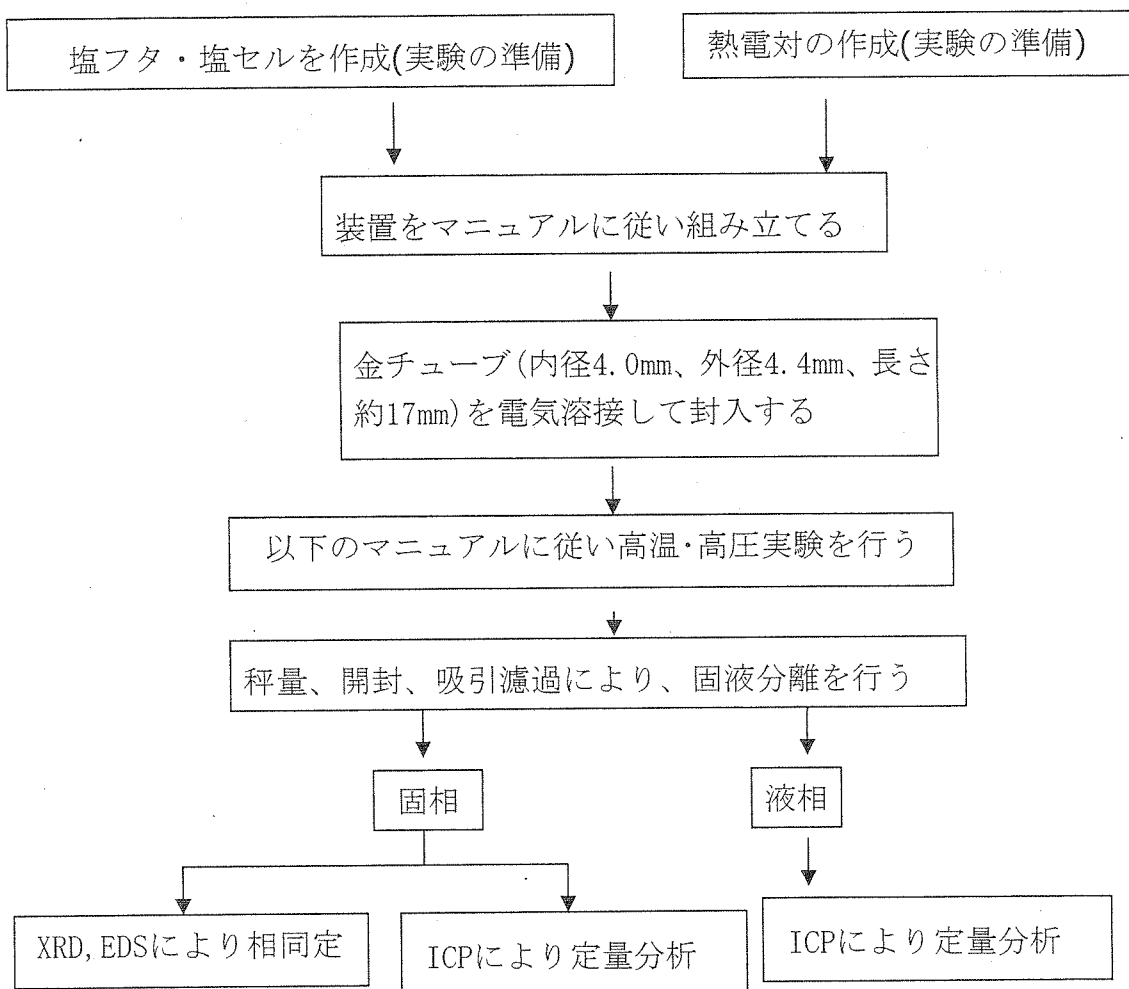 塩フタ・塩セルを作成(実験の準備)
熱電対の作成(実験の準備)
装置をマニュアルに従い組み立てる
金チューブ(内径4.0mm、外径4.4mm、長さ
約17mm)を電気溶接して封入する
以下のマニュアルに従い高温・高圧実験を行う
秤量、開封、吸引濾過により、固液分離を行う
固相
液相
XRD,EDSにより相同定
ICPにより定量分析
ICPにより定量分析